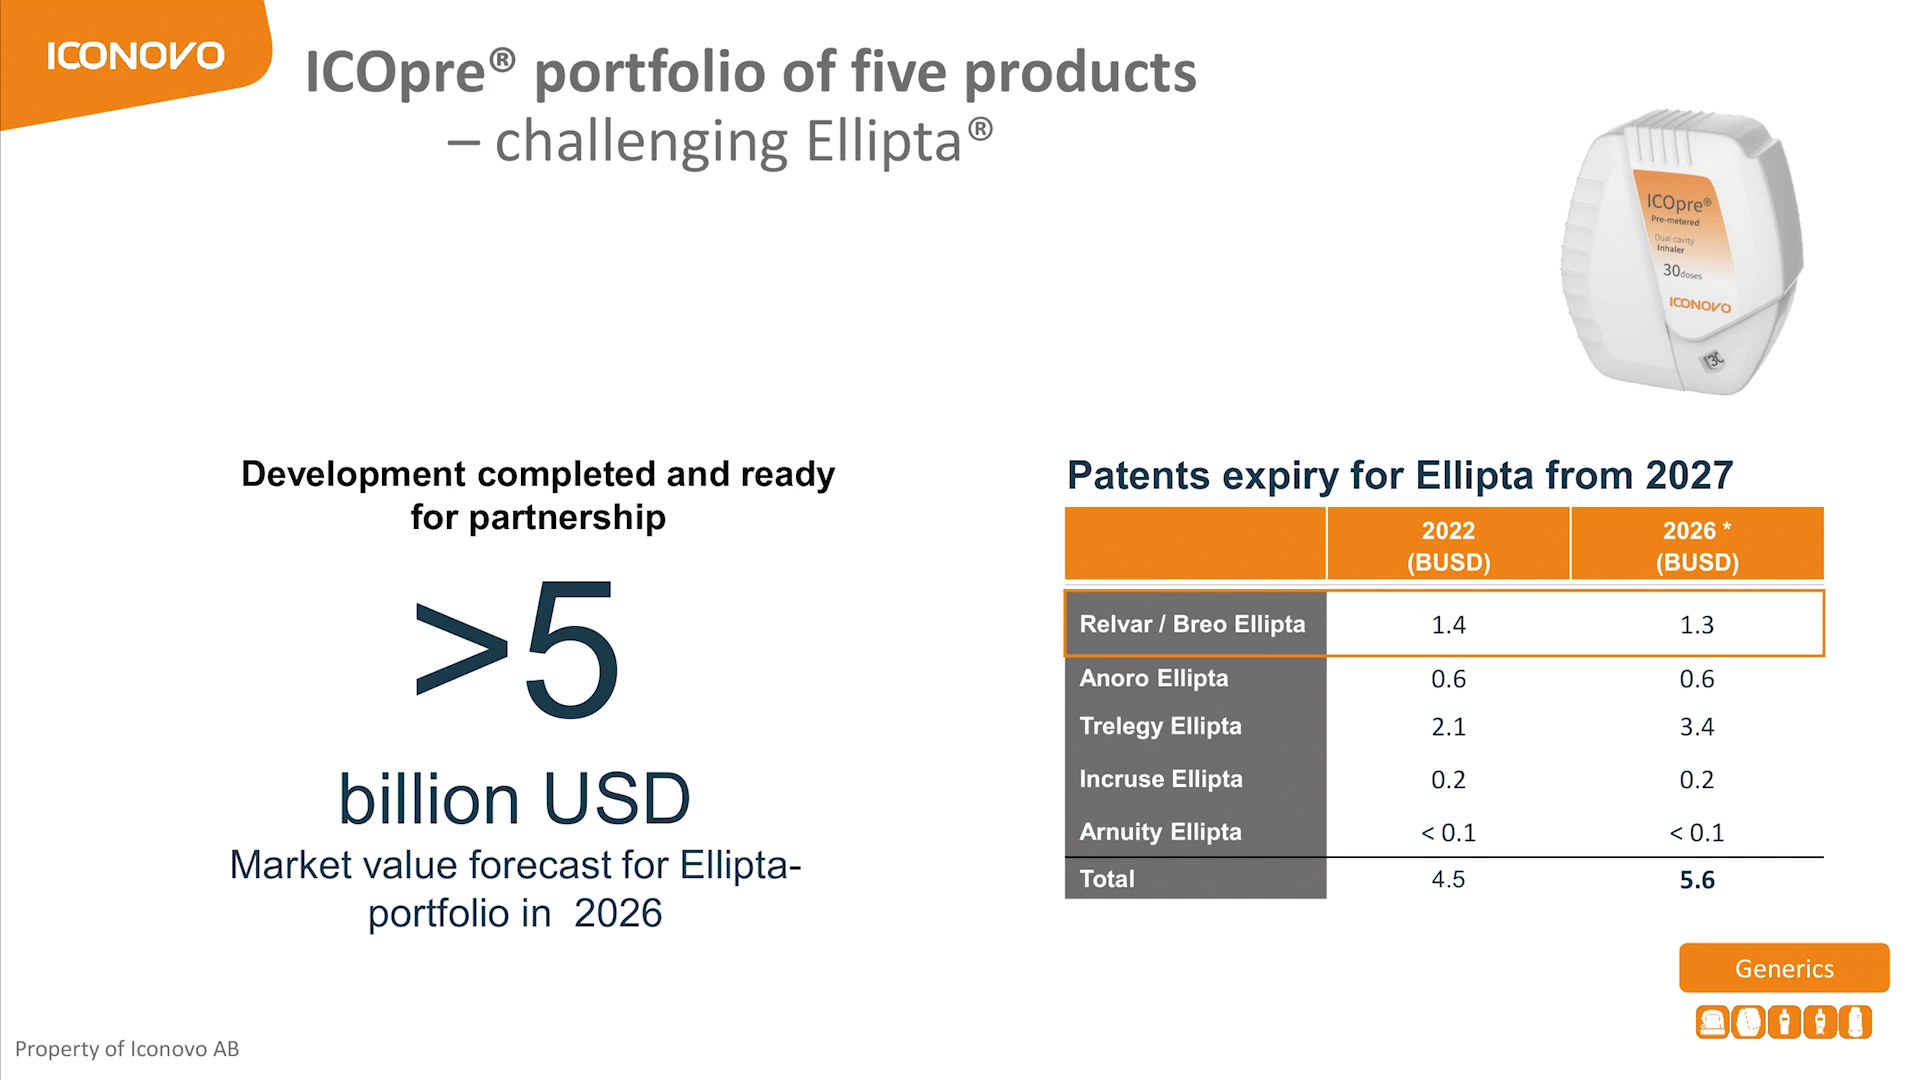 ICONOVO
ICOpre® portfolio of five products
– challenging Ellipta®
ICOpre®
Pre-metered
Dual cavity
Inhaler
30doses
ICONOVO
Development completed and ready
for partnership
>5
billion USD
Market value forecast for Ellipta-
portfolio in 2026
Patents expiry for Ellipta from 2027
2022 (BUSD) 2026 * (BUSD)
Relvar / Breo Ellipta 1.4 1.3
Anoro Ellipta 0.6 0.6
Trelegy Ellipta 2.1 3.4
Incruse Ellipta 0.2 0.2
Arnuity Ellipta < 0.1 < 0.1
Total 4.5 5.6
Generics
Property of Iconovo AB